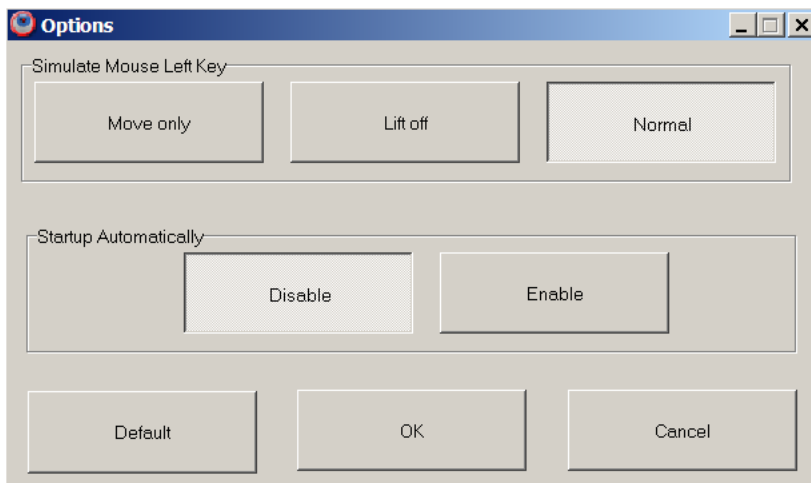 Options
Simulate Mouse Left Key
Move only
Lift off
Normal
Startup Automatically
Disable
Enable
Default
OK
Cancel